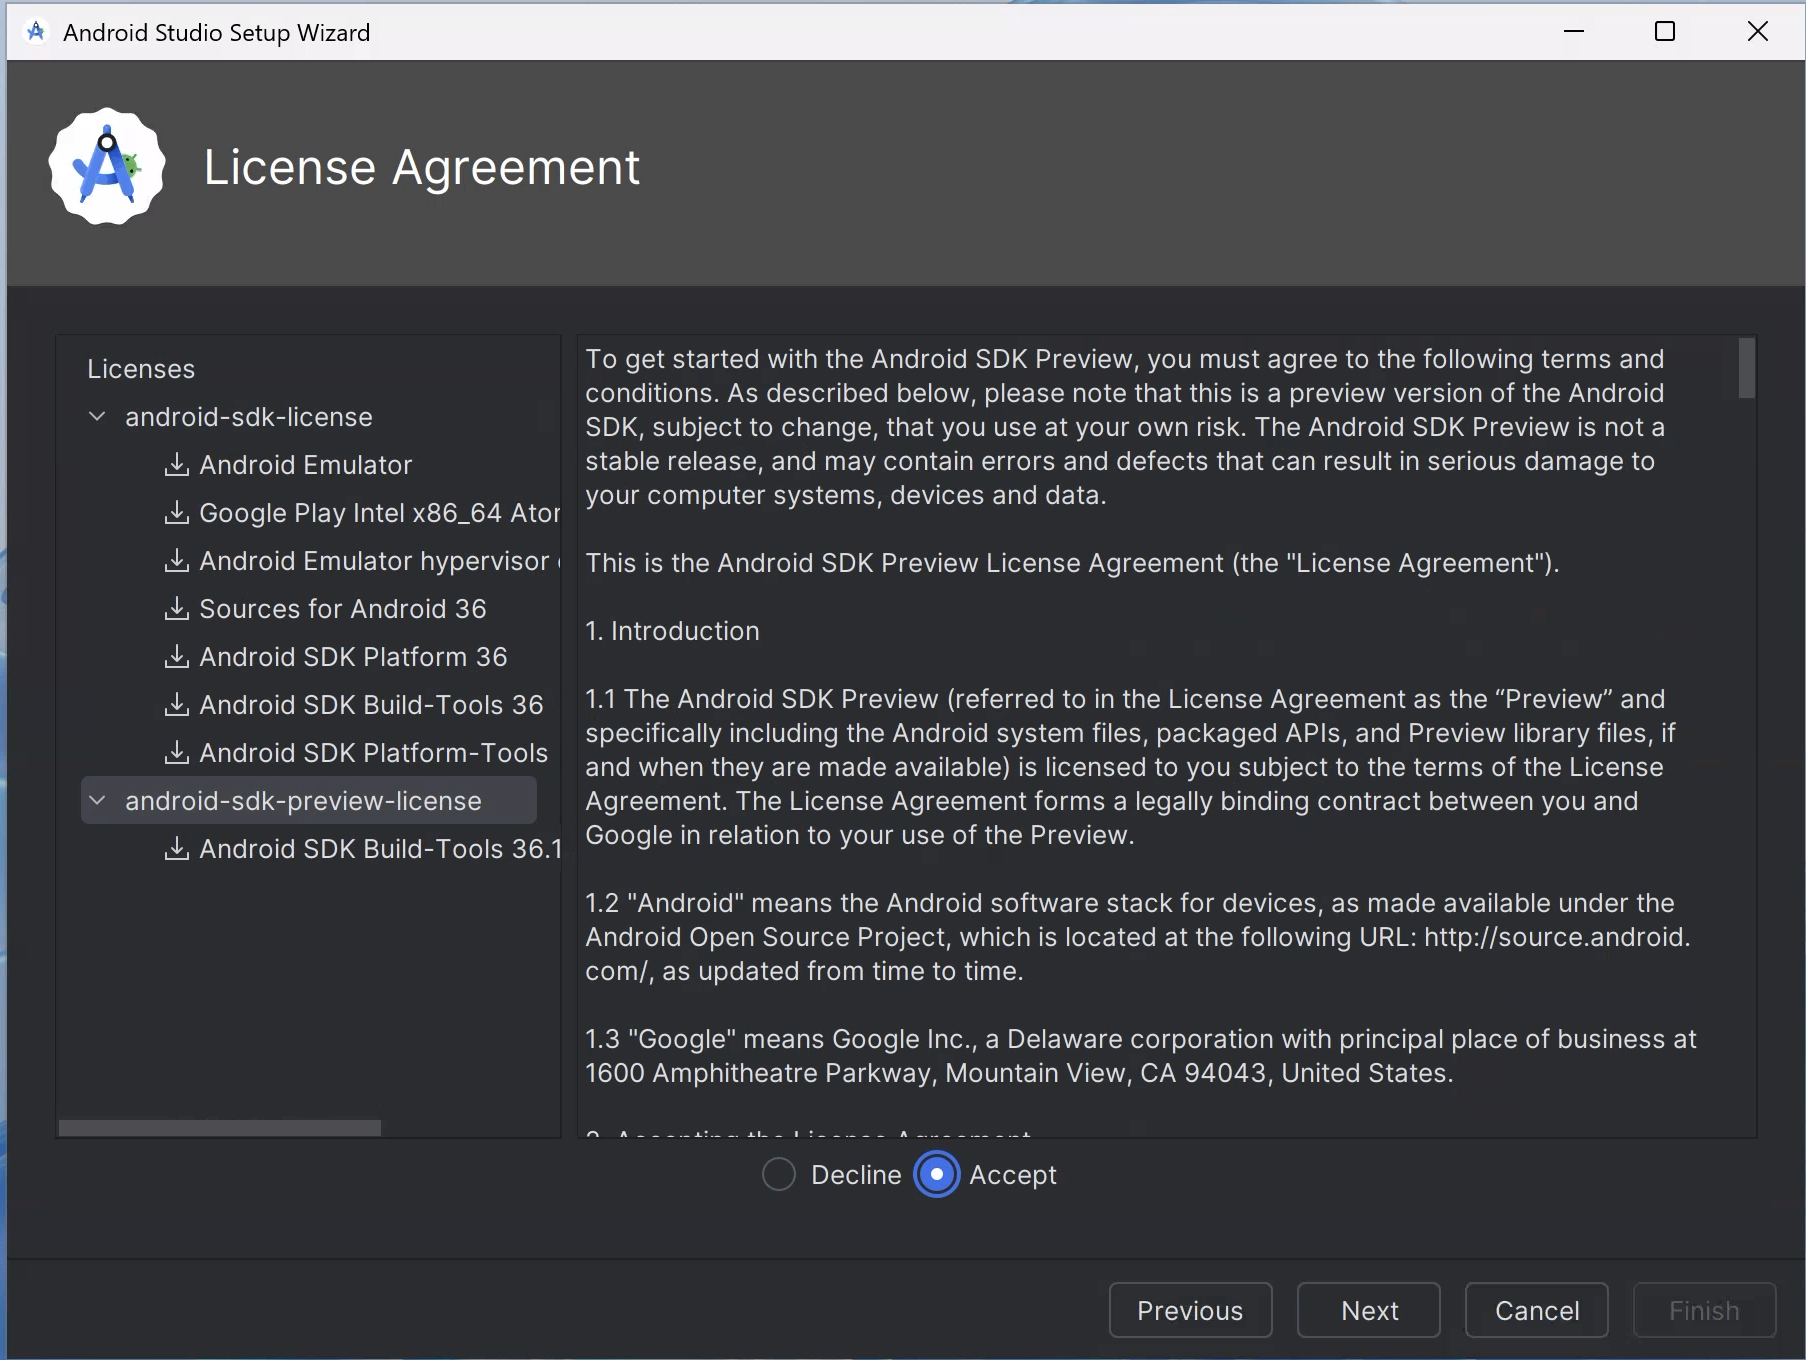 Android Studio Setup Wizard
License Agreement
Licenses
android-sdk-license
Android Emulator
Google Play Intel x86_64 Ator
Android Emulator hypervisor
Sources for Android 36
Android SDK Platform 36
Android SDK Build-Tools 36
Android SDK Platform-Tools
android-sdk-preview-license
Android SDK Build-Tools 36.1
To get started with the Android SDK Preview, you must agree to the following terms and
conditions. As described below, please note that this is a preview version of the Android
SDK, subject to change, that you use at your own risk. The Android SDK Preview is not a
stable release, and may contain errors and defects that can result in serious damage to
your computer systems, devices and data.
This is the Android SDK Preview License Agreement (the "License Agreement").
1. Introduction
1.1 The Android SDK Preview (referred to in the License Agreement as the “Preview” and
specifically including the Android system files, packaged APIs, and Preview library files, if
and when they are made available) is licensed to you subject to the terms of the License
Agreement. The License Agreement forms a legally binding contract between you and
Google in relation to your use of the Preview.
1.2 "Android" means the Android software stack for devices, as made available under the
Android Open Source Project, which is located at the following URL: http://source.android.
com/, as updated from time to time.
1.3 "Google" means Google Inc., a Delaware corporation with principal place of business at
1600 Amphitheatre Parkway, Mountain View, CA 94043, United States.
2. Accepting the License Agreement
Decline
Accept
Previous
Next
Cancel
Finish